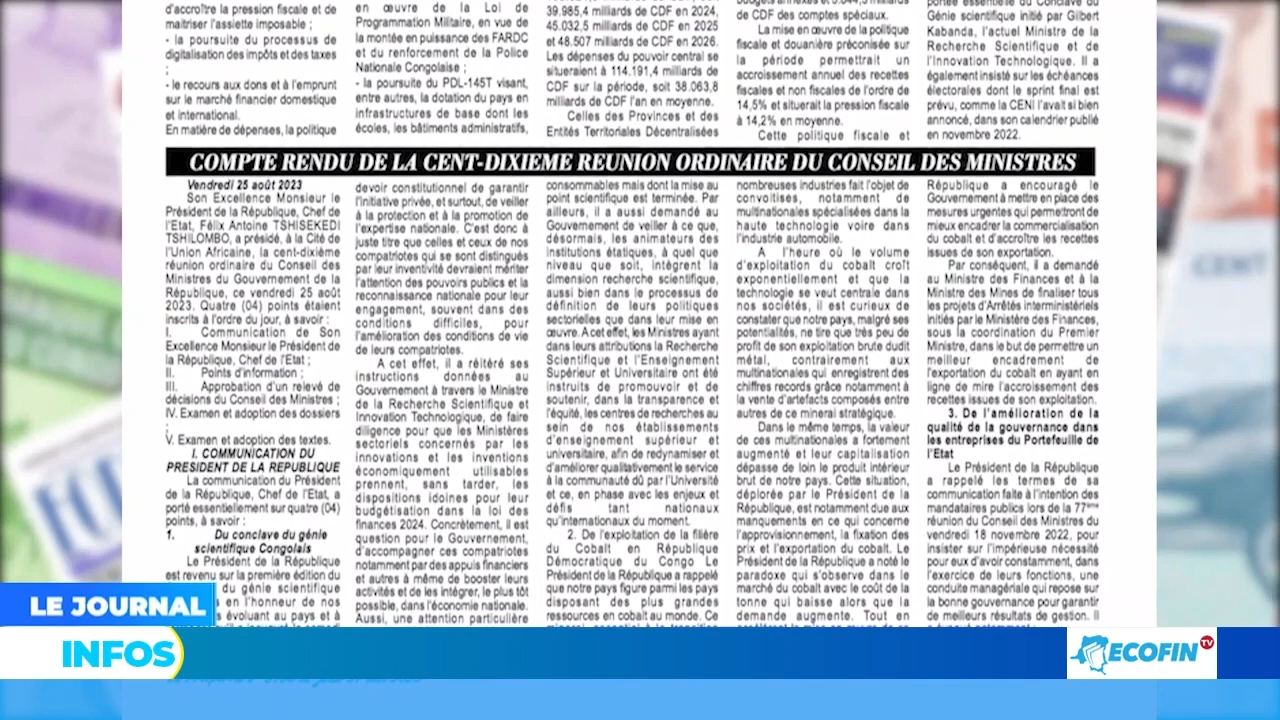 d'accroître la pression fiscale et de
maitriser l'assiette imposable ;
- la poursuite du processus de
digitalisation des impôts et des taxes
;
- le recours aux dons et à l'emprunt
sur le marché financier domestique
et international.
En matière de dépenses, la politique
en œuvre de la Loi de
Programmation Militaire, en vue de
la montée en puissance des FARDC
et du renforcement de la Police
Nationale Congolaise ;
- la poursuite du PDL-145T visant,
entre autres, la dotation du pays en
infrastructures de base dont les
écoles, les bâtiments administratifs,
39.985,4 milliards de CDF en 2024,
45.032,5 milliards de CDF en 2025
et 48.507 milliards de CDF en 2026.
Les dépenses du pouvoir central se
situeraient à 114.191,4 milliards de
CDF sur la période, soit 38.063,8
milliards de CDF l'an en moyenne.
Celles des Provinces et des
Entités Territoriales Décentralisées
de CDF des comptes spéciaux.
La mise en œuvre de la politique
fiscale et douanière préconisée sur
la période permettrait un
accroissement annuel des recettes
fiscales et non fiscales de l'ordre de
14,5% et situerait la pression fiscale
à 14,2% en moyenne.
Cette politique fiscale et
portée essentielle du Conclave du
Génie scientifique initié par Gilbert
Kabanda, l'actuel Ministre de la
Recherche Scientifique et de
l'Innovation Technologique. Il a
également insisté sur les échéances
électorales dont le sprint final est
prévu, comme la CENI l'avait si bien
annoncé, dans son calendrier publié
en novembre 2022.
COMPTE RENDU DE LA CENT-DIXIEME REUNION ORDINAIRE DU CONSEIL DES MINISTRES
Vendredi 25 août 2023
Son Excellence Monsieur le
Président de la République, Chef de
l'Etat, Félix Antoine TSHISEKEDI
TSHILOMBO, a présidé, à la Cité de
l'Union Africaine, la cent-dixième
réunion ordinaire du Conseil des
Ministres du Gouvernement de la
République, ce vendredi 25 août
2023. Quatre (04) points étaient
inscrits à l'ordre du jour, à savoir :
I. Communication de Son
Excellence Monsieur le Président de
la République, Chef de l'Etat ;
II. Points d'information ;
III. Approbation d'un relevé de
décisions du Conseil des Ministres ;
IV. Examen et adoption des dossiers
;
V. Examen et adoption des textes.
I. COMMUNICATION DU
PRESIDENT DE LA REPUBLIQUE
La communication du Président
de la République, Chef de l'Etat, a
porté essentiellement sur quatre (04)
points, à savoir :
1. Du conclave du génie
scientifique Congolais
Le Président de la République
est revenu sur la première édition du
du génie scientifique
en l'honneur de nos
évoluant au pays et à
devoir constitutionnel de garantir
l'initiative privée, et surtout, de veiller
à la protection et à la promotion de
l'expertise nationale. C'est donc à
juste titre que celles et ceux de nos
compatriotes qui se sont distingués
par leur inventivité devraient mériter
l'attention des pouvoirs publics et la
reconnaissance nationale pour leur
engagement, souvent dans des
conditions difficiles, pour
l'amélioration des conditions de vie
de leurs compatriotes.
A cet effet, il a réitéré ses
instructions données au
Gouvernement à travers le Ministre
de la Recherche Scientifique et
Innovation Technologique, de faire
diligence pour que les Ministères
sectoriels concernés par les
innovations et les inventions
économiquement utilisables
prennent, sans tarder, les
dispositions idoines pour leur
budgétisation dans la loi des
finances 2024. Concrètement, il est
question pour le Gouvernement,
d'accompagner ces compatriotes
notamment par des appuis financiers
et autres à même de booster leurs
activités et de les intégrer, le plus tôt
possible, dans l'économie nationale.
Aussi, une attention particulière
consommables mais dont la mise au
point scientifique est terminée. Par
ailleurs, il a aussi demandé au
Gouvernement de veiller à ce que,
désormais, les animateurs des
institutions étatiques, à quel que
niveau que soit, intègrent la
dimension recherche scientifique,
aussi bien dans le processus de
définition de leurs politiques
sectorielles que dans leur mise en
œuvre. A cet effet, les Ministres ayant
dans leurs attributions la Recherche
Scientifique et l'Enseignement
Supérieur et Universitaire ont été
instruits de promouvoir et de
soutenir, dans la transparence et
l'équité, les centres de recherches au
sein de nos établissements
d'enseignement supérieur et
universitaire, afin de redynamiser et
d'améliorer qualitativement le service
à la communauté dû par l'Université
et ce, en phase avec les enjeux et
défis tant nationaux
qu'internationaux du moment.
2. De l'exploitation de la filière
du Cobalt en République
Démocratique du Congo Le
Président de la République a rappelé
que notre pays figure parmi les pays
disposant des plus grandes
ressources en cobalt au monde. Ce
nombreuses industries fait l'objet de
convoitises, notamment de
multinationales spécialisées dans la
haute technologie voire dans
l'industrie automobile.
A l'heure où le volume
d'exploitation du cobalt croît
exponentiellement et que la
technologie se veut centrale dans
nos sociétés, il est curieux de
constater que notre pays, malgré ses
potentialités, ne tire que très peu de
profit de son exploitation brute dudit
métal, contrairement aux
multinationales qui enregistrent des
chiffres records grâce notamment à
la vente d'artefacts composées entre
autres de ce minerai stratégique.
Dans le même temps, la valeur
de ces multinationales a fortement
augmenté et leur capitalisation
dépasse de loin le produit intérieur
brut de notre pays. Cette situation,
déplorée par le Président de la
République, est notamment due aux
manquements en ce qui concerne
l'approvisionnement, la fixation des
prix et l'exportation du cobalt. Le
Président de la République a noté le
paradoxe qui s'observe dans le
marché du cobalt avec le coût de la
tonne qui baisse alors que la
demande augmente. Tout en
République a encouragé le
Gouvernement à mettre en place des
mesures urgentes qui permettront de
mieux encadrer la commercialisation
du cobalt et d'accroître les recettes
issues de son exportation.
Par conséquent, il a demandé
au Ministre des Finances et à la
Ministre des Mines de finaliser tous
les projets d'Arrêtés interministériels
initiés par le Ministère des Finances,
sous la coordination du Premier
Ministre, dans le but de permettre un
meilleur encadrement de
l'exportation du cobalt en ayant en
ligne de mire l'accroissement des
recettes issues de son exploitation.
3. De l'amélioration de la
qualité de la gouvernance dans
les entreprises du Portefeuille de
l'Etat
Le Président de la République
a rappelé les termes de sa
communication faite à l'intention des
mandataires publics lors de la 77ème
réunion du Conseil des Ministres du
vendredi 18 novembre 2022, pour
insister sur l'impérieuse nécessité
pour eux d'avoir constamment, dans
l'exercice de leurs fonctions, une
conduite managériale qui repose sur
la bonne gouvernance pour garantir
de meilleurs résultats de gestion. Il
LE JOURNAL
INFOS
ECOFIN TV
CENT